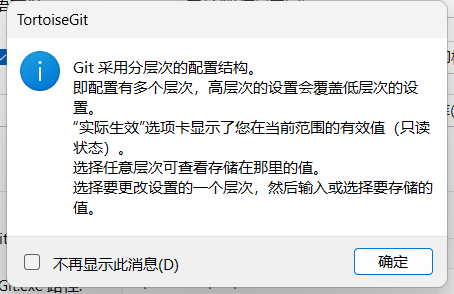 TortoiseGit
Git 采用分层次的配置结构。
即配置有多个层次，高层次的设置会覆盖低层次的设
置。
“实际生效”选项卡显示了您在当前范围的有效值（只读
状态）。
选择任意层次可查看存储在那里的值。
选择要更改设置的一个层次，然后输入或选择要存储的
值。
不再显示此消息(D)
确定
Git.exe 路径: